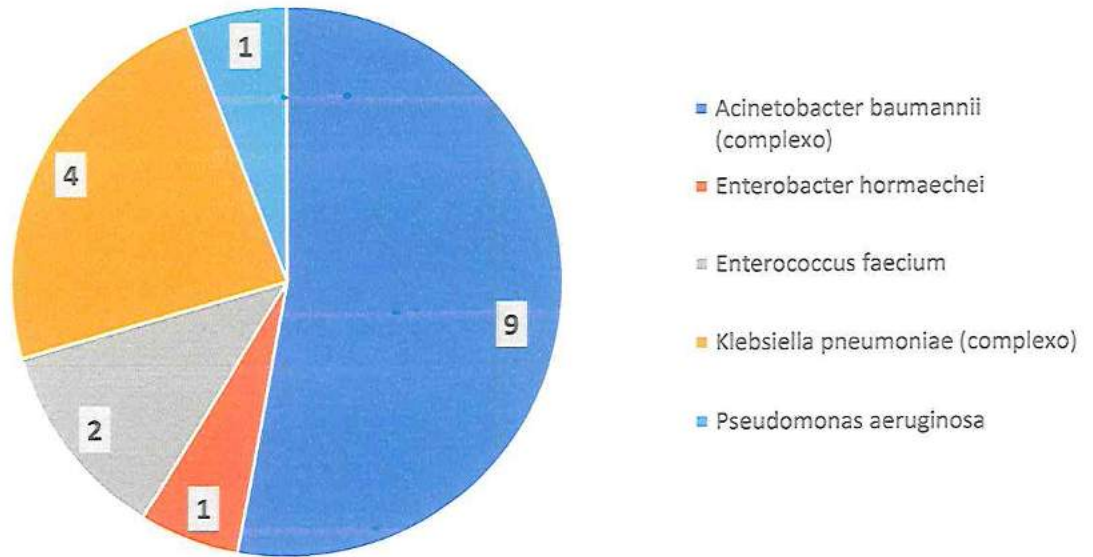 1
4
9
2
1
Acinetobacter baumannii
(complexo)
Enterobacter hormaechei
Enterococcus faecium
Klebsiella pneumoniae (complexo)
Pseudomonas aeruginosa